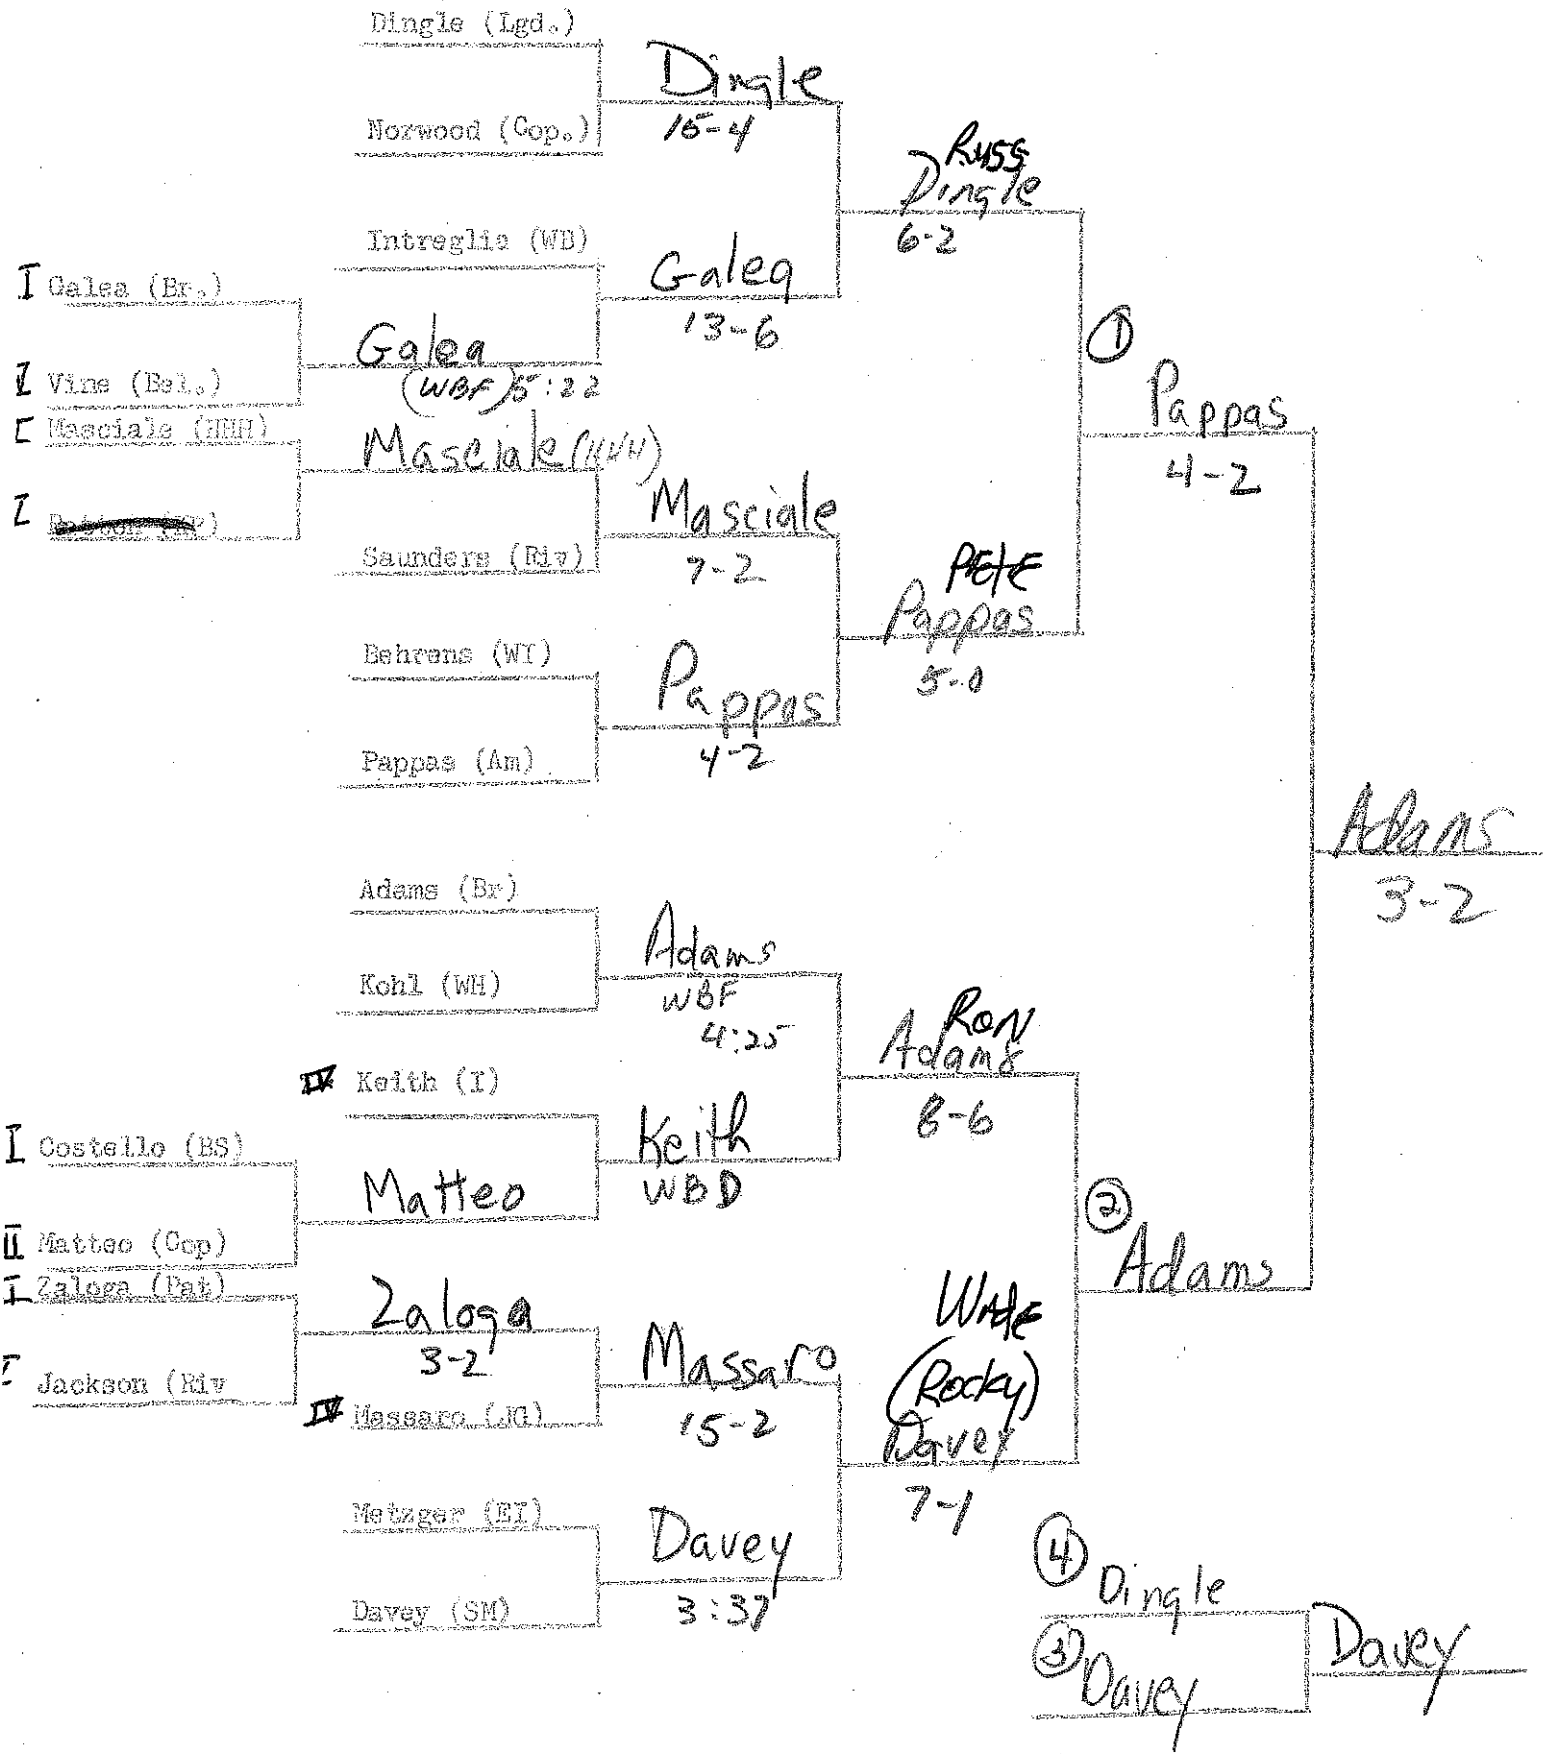 Dingle (Lgd.)
Dingle
15-4
Norwood (Cop.)
Russ
Dingle
6-2
Intreglia (WB)
Galea
13-6
I Galea (Br.)
Galea
(WBF) 5:22
I Vine (Bel.)
①
Pappas
4-2
I Masciale (HHH)
Masciale (HHH)
I
Masciale
7-2
Saunders (Riv)
PETE
Pappas
5-0
Behrens (WI)
Pappas
4-2
Pappas (Am)
Adams
3-2
Adams (Br)
Adams
WBF
4:25
Kohl (WH)
RON
Adams
8-6
IV Keith (I)
Keith
WBD
I Costello (BS)
Matteo
II Matteo (Cop)
②
Adams
I Zaloga (Pat)
Zaloga
3-2
I Jackson (Riv
Massaro
15-2
IV Massaro (JG)
WADE
(Rocky)
Davey
7-1
Metzger (EI)
Davey
3:37
Davey (SM)
④ Dingle
③ Davey
Davey